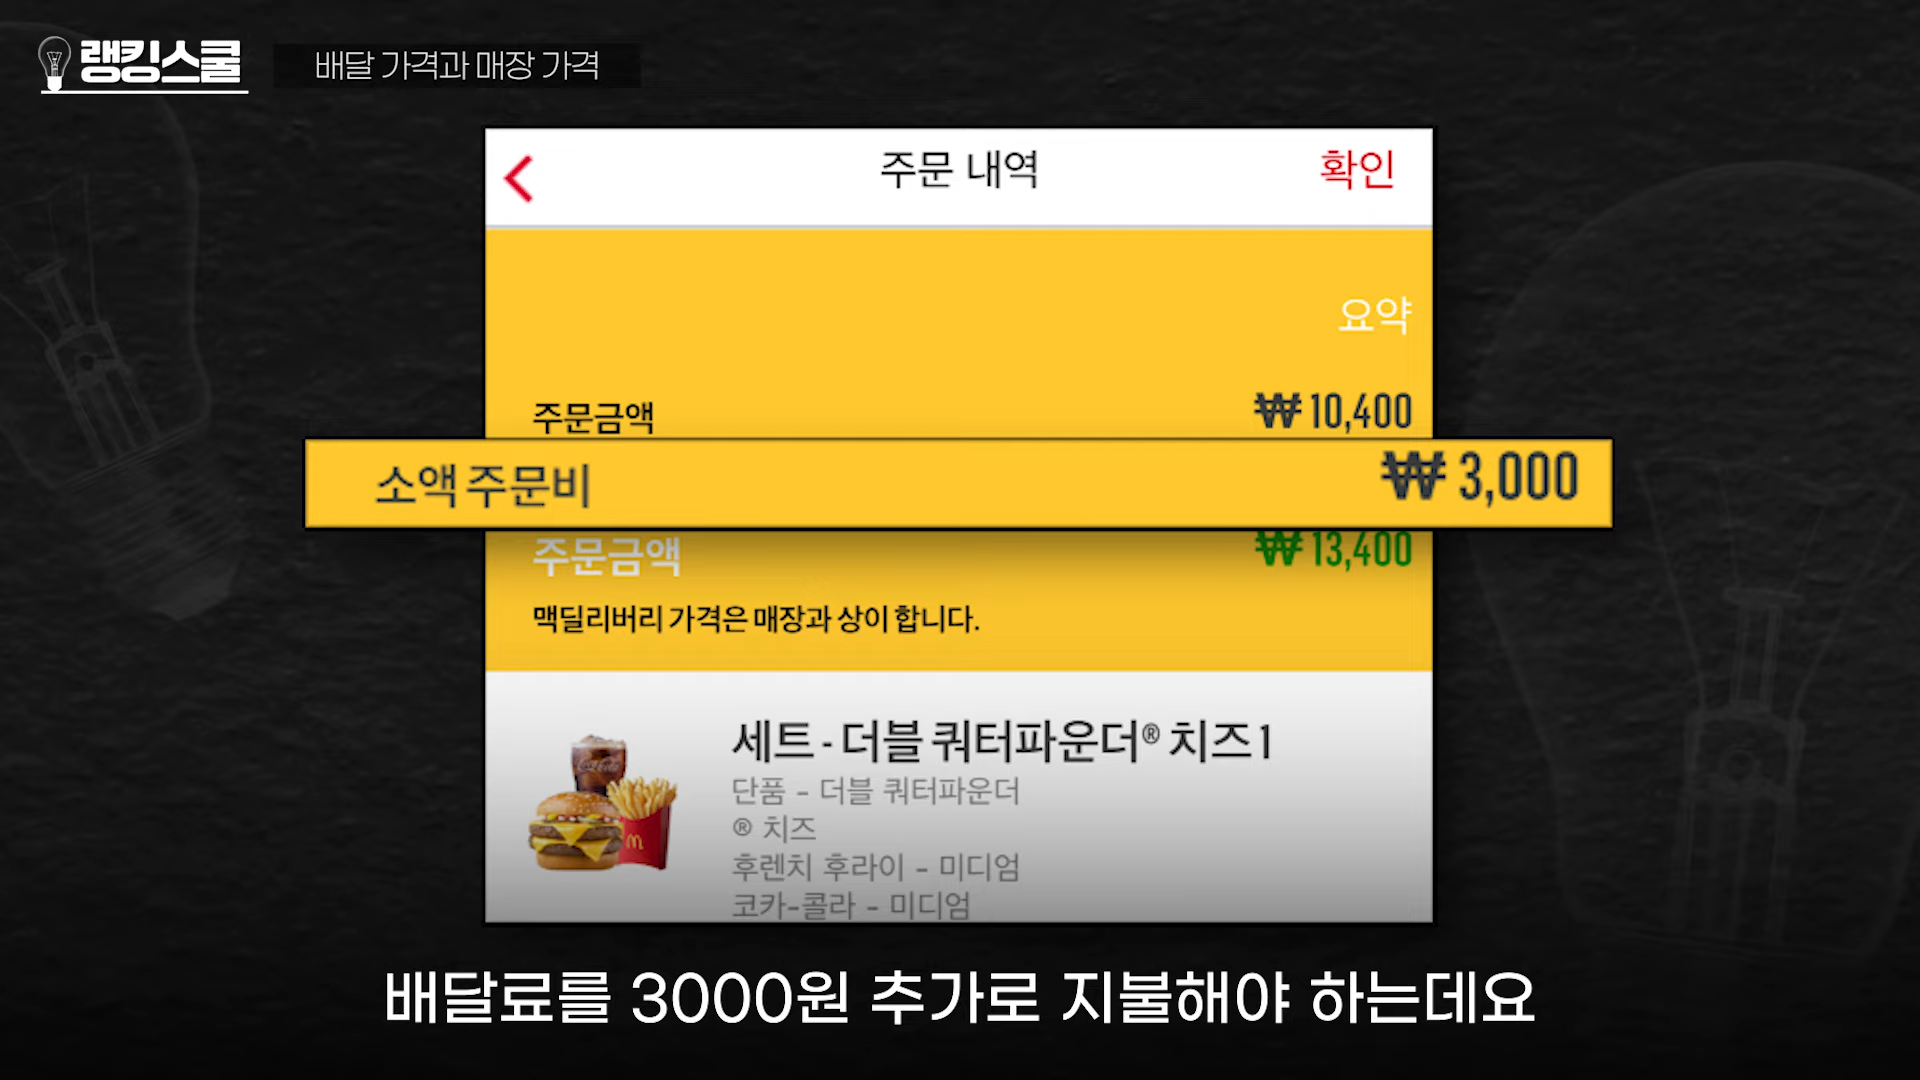 랭킹스쿨
배달 가격과 매장 가격
주문 내역
확인
요약
주문금액 ₩ 10,400
소액 주문비 ₩ 3,000
주문금액 ₩ 13,400
맥딜리버리 가격은 매장과 상이 합니다.
세트 - 더블 쿼터파운더® 치즈 1
단품 - 더블 쿼터파운더
® 치즈
후렌치 후라이 - 미디엄
코카-콜라 - 미디엄
배달료를 3000원 추가로 지불해야 하는데요